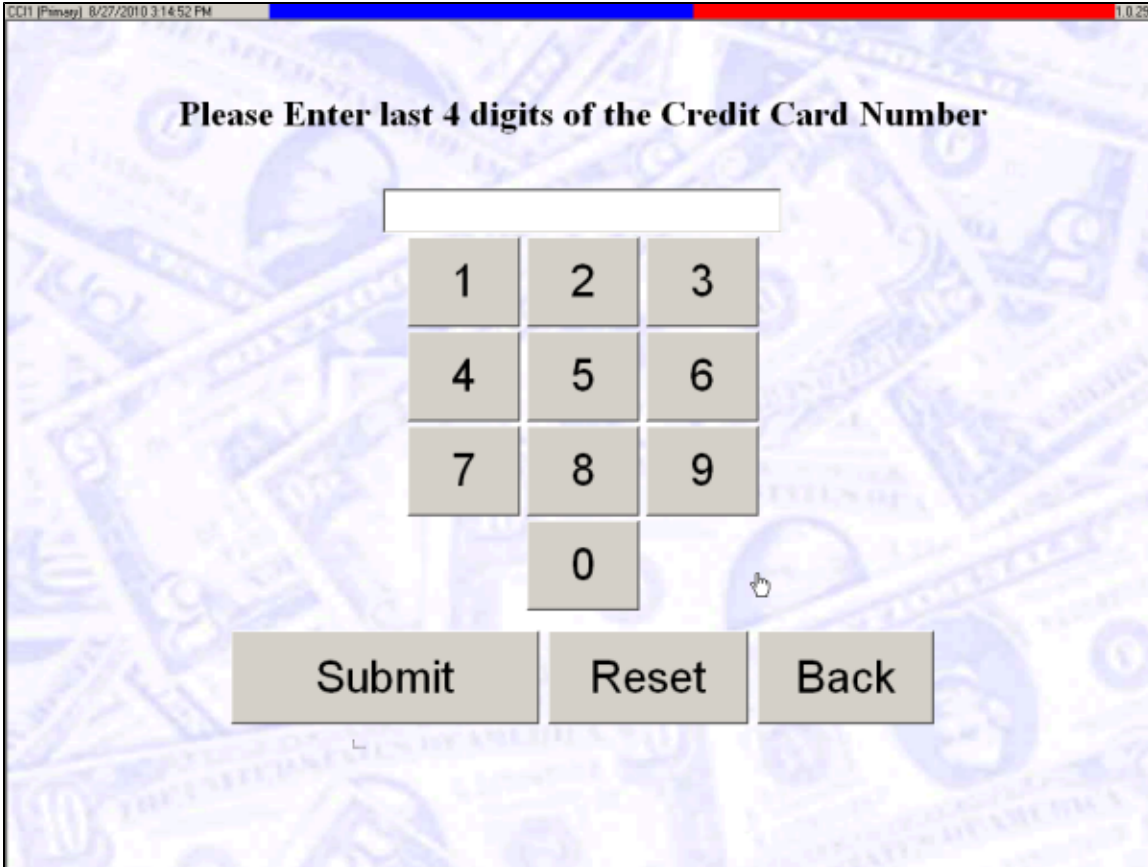 CCI1 (Primary) 8/27/2010 3:14:52 PM 1.0.25
Please Enter last 4 digits of the Credit Card Number
1 2 3
4 5 6
7 8 9
0
Submit Reset Back